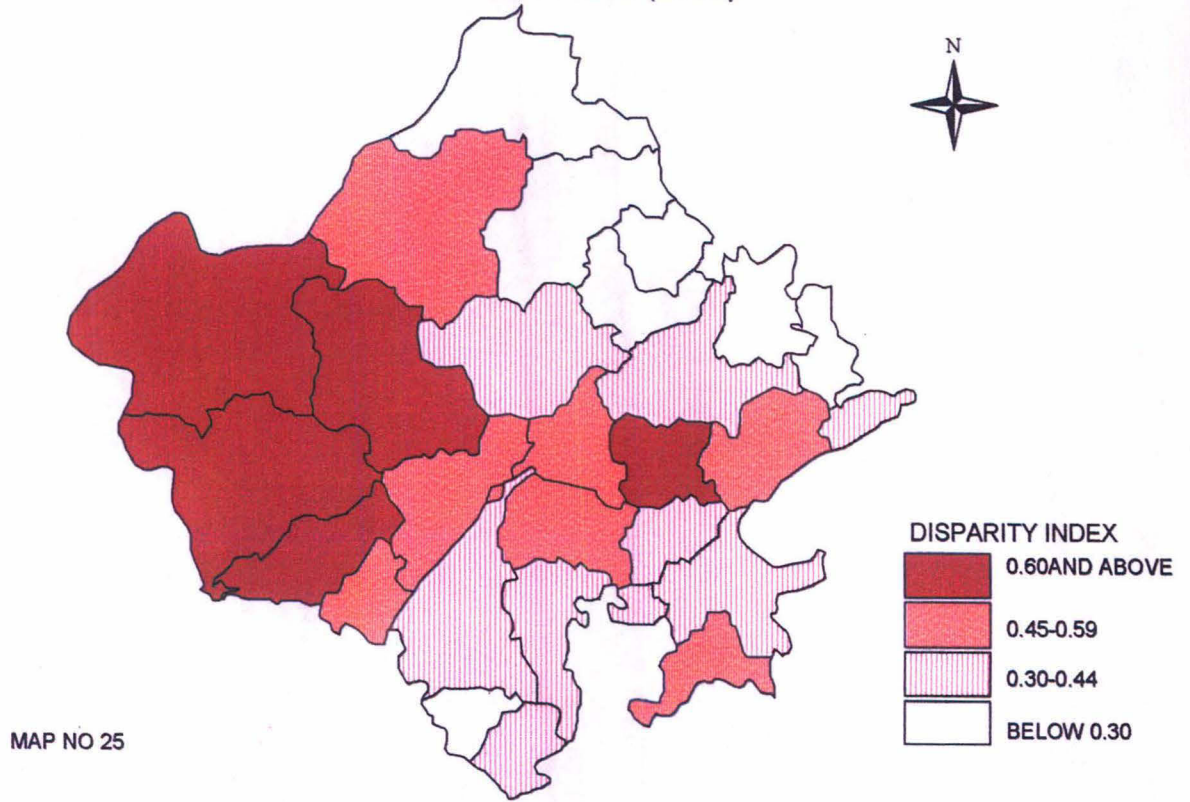 N
DISPARITY INDEX
0.60AND ABOVE
0.45-0.59
0.30-0.44
BELOW 0.30
MAP NO 25